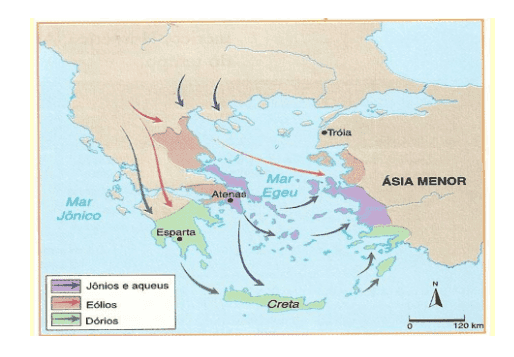 Tróia
ÁSIA MENOR
Mar
Egeu
Atenas
Mar
Jônico
Esparta
Creta
Jônios e aqueus
Eólios
Dórios
N
0 120 km